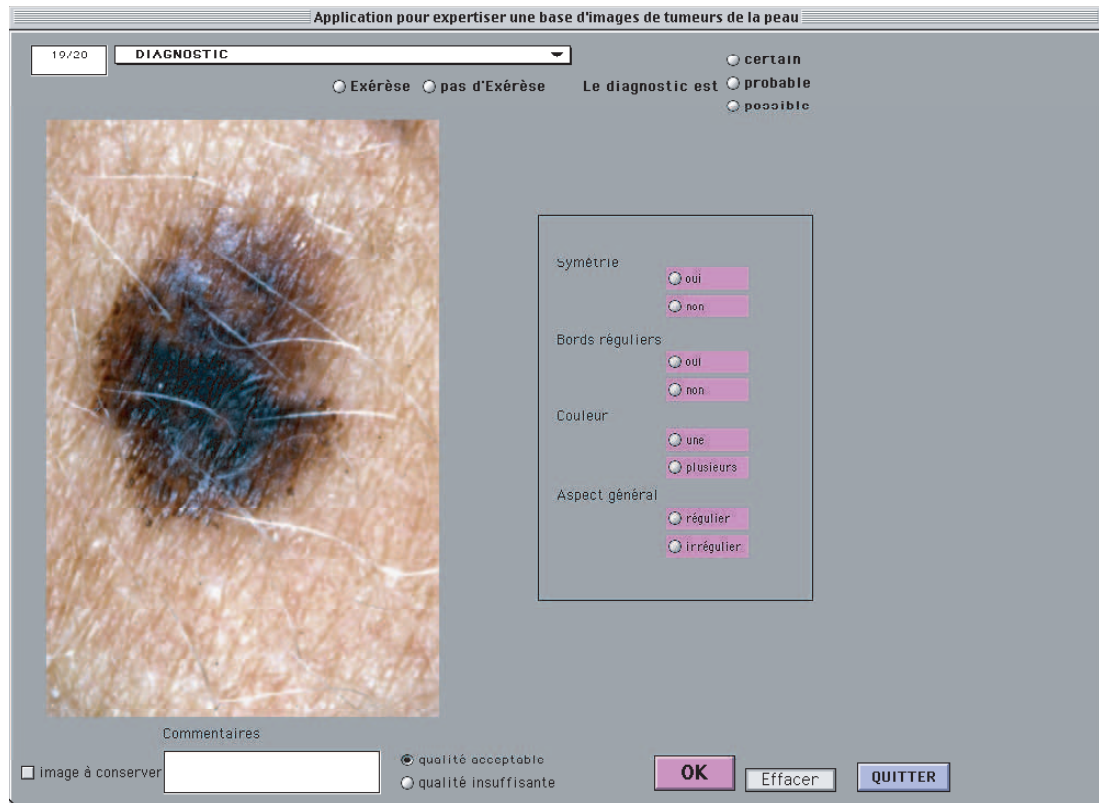 Application pour expertiser une base d'images de tumeurs de la peau
19/20
DIAGNOSTIC
certain
Exérèse pas d'Exérèse Le diagnostic est probable
possible
Symétrie
oui
non
Bords réguliers
oui
non
Couleur
une
plusieurs
Aspect général
régulier
irrégulier
Commentaires
image à conserver
qualité acceptable
qualité insuffisante
OK
Effacer
QUITTER